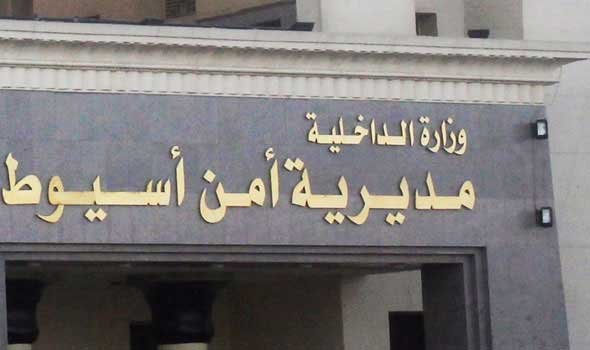 وزارة الداخلية
مديرية أمن أسيوط